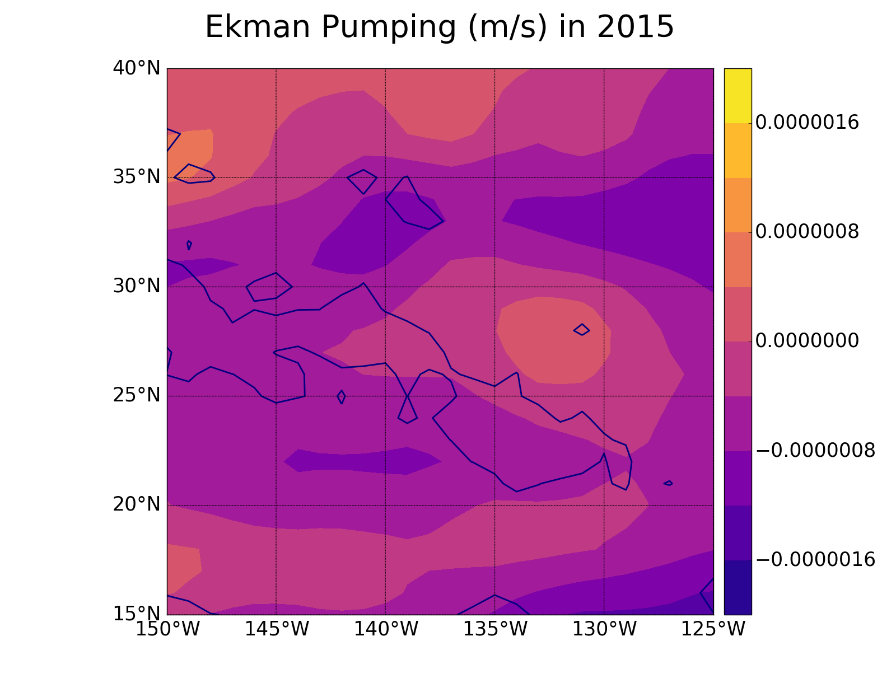 Ekman Pumping (m/s) in 2015
40°N
35°N
30°N
25°N
20°N
15°N
150°W 145°W 140°W 135°W 130°W 125°W
0.0000016
0.0000008
0.0000000
−0.0000008
−0.0000016